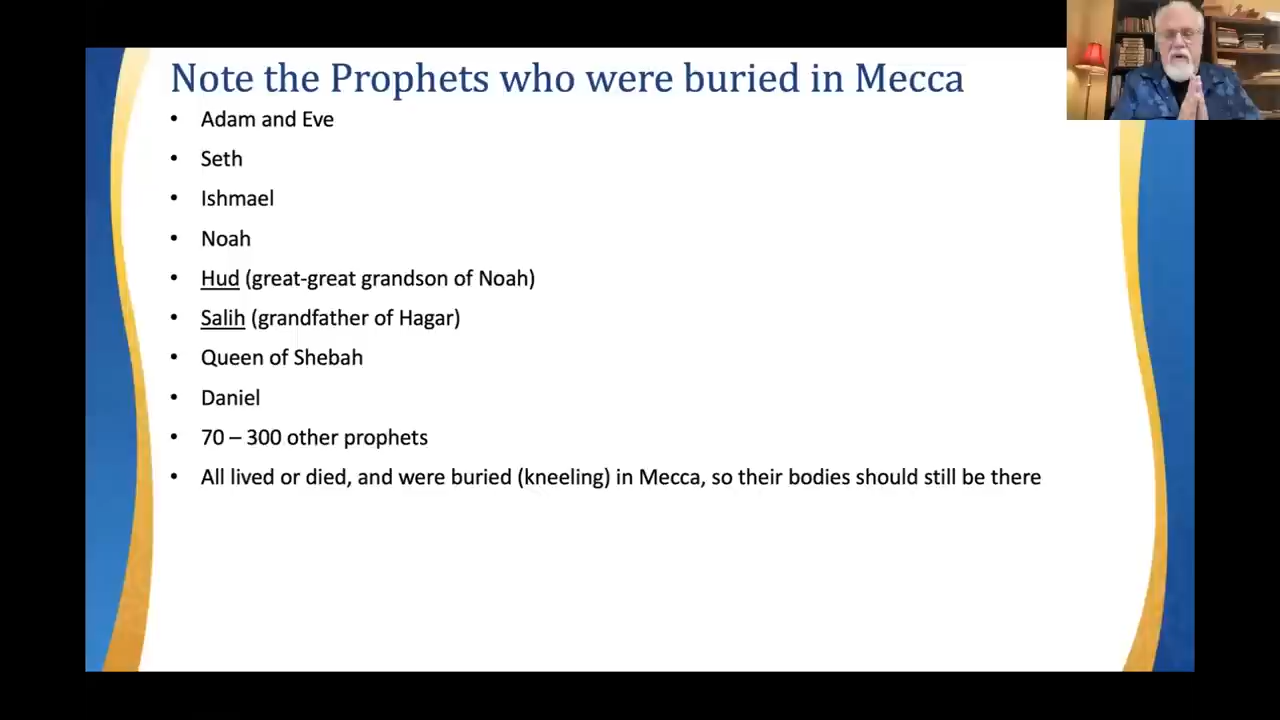 Note the Prophets who were buried in Mecca
• Adam and Eve
• Seth
• Ishmael
• Noah
• Hud (great-great grandson of Noah)
• Salih (grandfather of Hagar)
• Queen of Shebah
• Daniel
• 70 – 300 other prophets
• All lived or died, and were buried (kneeling) in Mecca, so their bodies should still be there